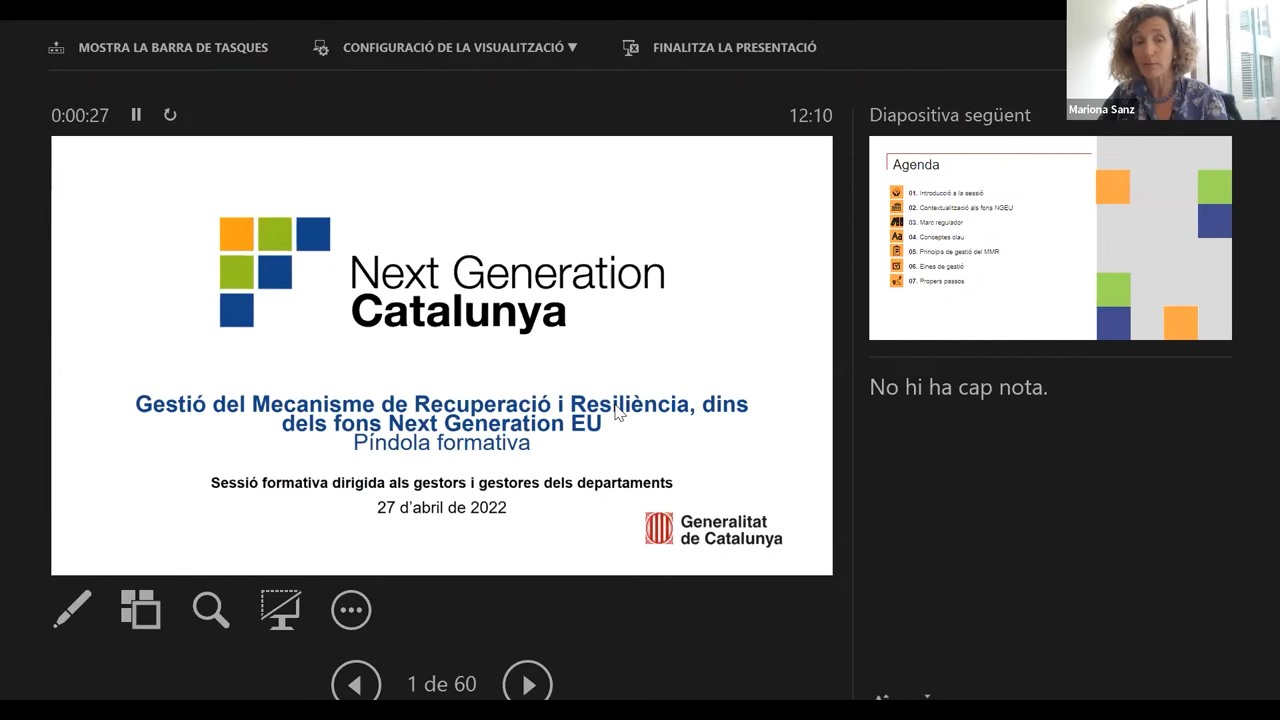 MOSTRA LA BARRA DE TASQUES
CONFIGURACIÓ DE LA VISUALITZACIÓ ▼
FINALITZA LA PRESENTACIÓ
Mariona Sanz
0:00:27
12:10
Next Generation
Catalunya
Gestió del Mecanisme de Recuperació i Resiliència, dins
dels fons Next Generation EU
Píndola formativa
Sessió formativa dirigida als gestors i gestores dels departaments
27 d'abril de 2022
Generalitat
de Catalunya
Diapositiva següent
Agenda
01. Introducció a la sessió
02. Contextualització als fons NGEU
03. Marc regulador
Aa 04. Conceptes clau
05. Principis de gestió del MMR
06. Eines de gestió
07. Propers passos
No hi ha cap nota.
1 de 60